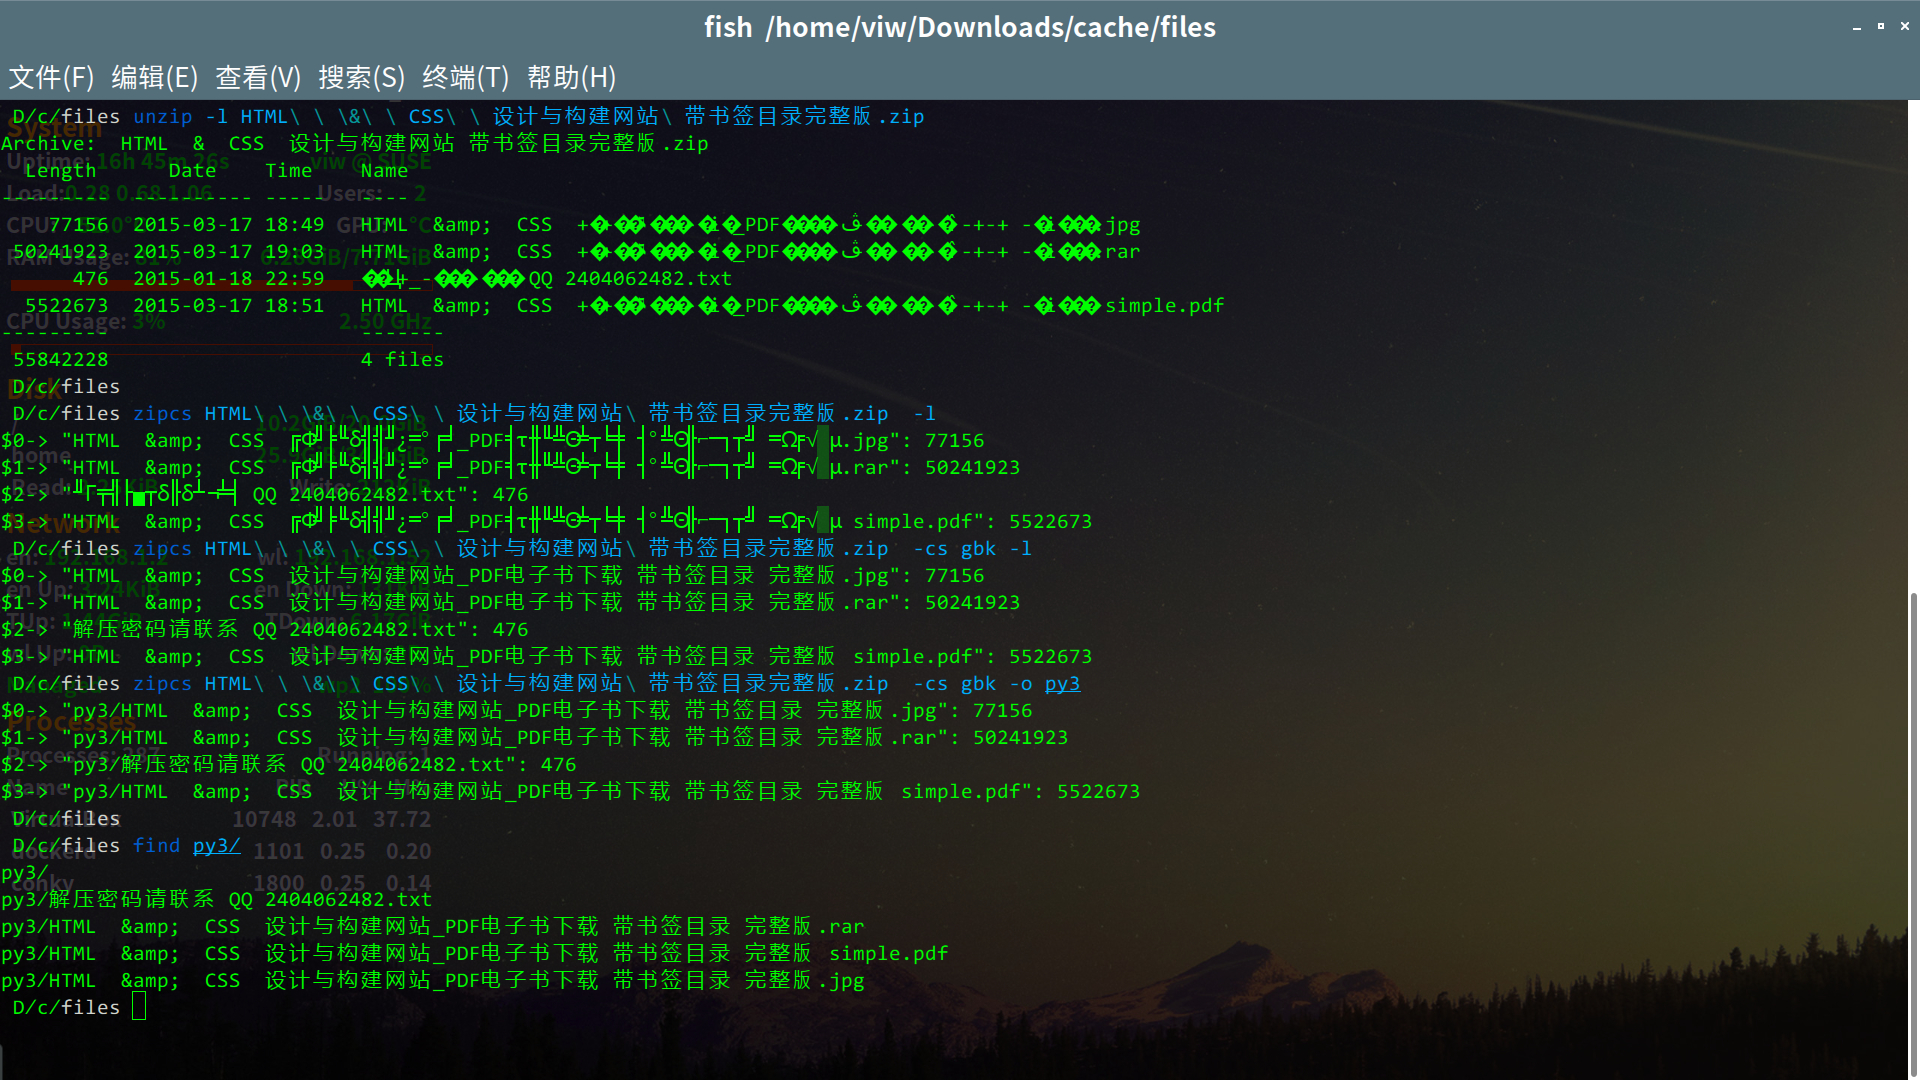 fish /home/viw/Downloads/cache/files
文件(F) 编辑(E) 查看(V) 搜索(S) 终端(T) 帮助(H)
D/c/files unzip -l HTML\ \ \&\ \ CSS\ \ 设计与构建网站\ 带书签目录完整版.zip
Archive:  HTML  &  CSS  设计与构建网站 带书签目录完整版.zip
Length      Date    Time    Name
---------  ---------- -----   ----
77156  2015-03-17 18:49   HTML  &amp;  CSS  .jpg
50241923  2015-03-17 19:03   HTML  &amp;  CSS  .rar
476  2015-01-18 22:59   QQ 2404062482.txt
5522673  2015-03-17 18:51   HTML  &amp;  CSS  simple.pdf
---------                     -------
55842228                     4 files
D/c/files
D/c/files zipcs HTML\ \ \&\ \ CSS\ \ 设计与构建网站\ 带书签目录完整版.zip  -l
$0-> "HTML  &amp;  CSS  .jpg": 77156
$1-> "HTML  &amp;  CSS  .rar": 50241923
$2-> " QQ 2404062482.txt": 476
$3-> "HTML  &amp;  CSS  simple.pdf": 5522673
D/c/files zipcs HTML\ \ \&\ \ CSS\ \ 设计与构建网站\ 带书签目录完整版.zip  -cs gbk -l
$0-> "HTML  &amp;  CSS  设计与构建网站_PDF电子书下载 带书签目录 完整版.jpg": 77156
$1-> "HTML  &amp;  CSS  设计与构建网站_PDF电子书下载 带书签目录 完整版.rar": 50241923
$2-> "解压密码请联系 QQ 2404062482.txt": 476
$3-> "HTML  &amp;  CSS  设计与构建网站_PDF电子书下载 带书签目录 完整版 simple.pdf": 5522673
D/c/files zipcs HTML\ \ \&\ \ CSS\ \ 设计与构建网站\ 带书签目录完整版.zip  -cs gbk -o py3
$0-> "py3/HTML  &amp;  CSS  设计与构建网站_PDF电子书下载 带书签目录 完整版.jpg": 77156
$1-> "py3/HTML  &amp;  CSS  设计与构建网站_PDF电子书下载 带书签目录 完整版.rar": 50241923
$2-> "py3/解压密码请联系 QQ 2404062482.txt": 476
$3-> "py3/HTML  &amp;  CSS  设计与构建网站_PDF电子书下载 带书签目录 完整版 simple.pdf": 5522673
D/c/files
D/c/files find py3/
py3/
py3/解压密码请联系 QQ 2404062482.txt
py3/HTML  &amp;  CSS  设计与构建网站_PDF电子书下载 带书签目录 完整版.rar
py3/HTML  &amp;  CSS  设计与构建网站_PDF电子书下载 带书签目录 完整版 simple.pdf
py3/HTML  &amp;  CSS  设计与构建网站_PDF电子书下载 带书签目录 完整版.jpg
D/c/files